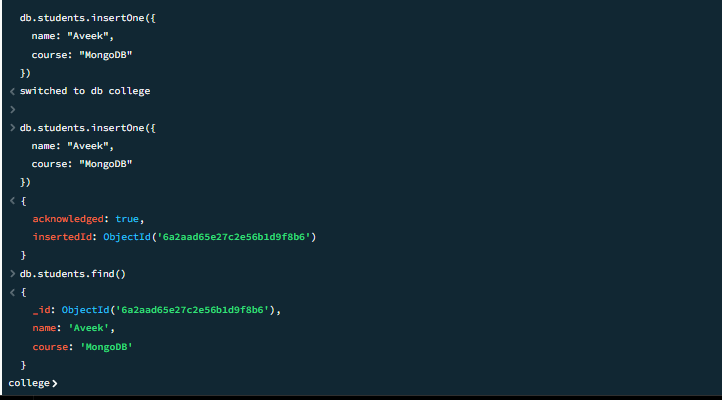 db.students.insertOne({
name: "Aveek",
course: "MongoDB"
})
< switched to db college
>
> db.students.insertOne({
name: "Aveek",
course: "MongoDB"
})
< {
acknowledged: true,
insertedId: ObjectId('6a2aad65e27c2e56b1d9f8b6')
}
> db.students.find()
< {
_id: ObjectId('6a2aad65e27c2e56b1d9f8b6'),
name: 'Aveek',
course: 'MongoDB'
}
college>